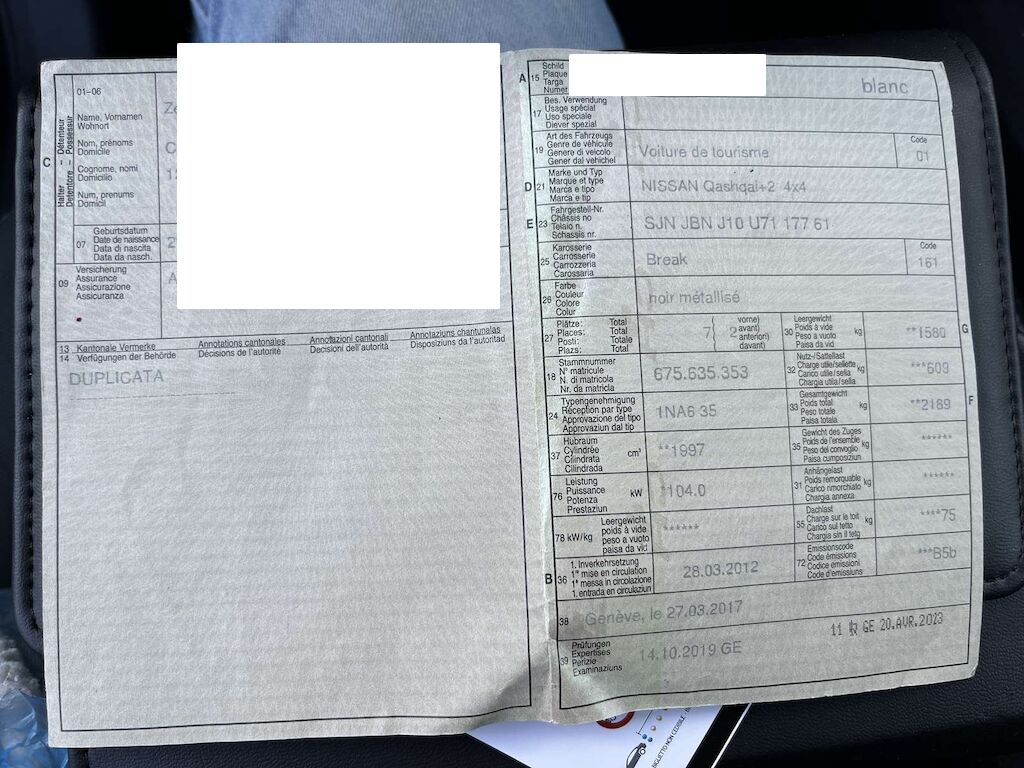 01–06
Name, Vornamen
Wohnort
Nom, prénoms
Domicile
Cognome, nomi
Domicilio
Num, prenums
Domicil
C
Halter – Détenteur
Detentore – Possessur
07
Geburtsdatum
Date de naissance
Data di nascita
Data da nasch.
2
09
Versicherung
Assurance
Assicurazione
Assicuranza
A
13 Kantonale Vermerke
Annotations cantonales
Annotazioni cantonali
Annotaziuns chantunalas
14 Verfügungen der Behörde
Décisions de l'autorité
Decisioni dell'autorità
Disposiziuns da l'autoritad
DUPLICATA
A 15
Schild
Plaque
Targa
Numer
blanc
17
Bes. Verwendung
Usage spécial
Uso speciale
Diever spezial
19
Art des Fahrzeugs
Genre de véhicule
Genere di veicolo
Gener dal vehichel
Voiture de tourisme
Code
01
D 21
Marke und Typ
Marque et type
Marca e tipo
Marca e tip
NISSAN Qashqai+2 4x4
E 23
Fahrgestell-Nr.
Châssis no
Telaio n.
Schassis nr.
SJN JBN J10 U71 177 61
25
Karosserie
Carrosserie
Carrozzeria
Carossaria
Break
Code
161
26
Farbe
Couleur
Colore
Colur
noir métallisé
27
Plätze: Total
Places: Total
Posti: Totale
Plazs: Total
7
2
vorne)
avant)
anteriori)
davant)
30
Leergewicht
Poids à vide
Peso a vuoto
Paisa da vid
kg
**1580
G
18
Stammnummer
N° matricule
N. di matricola
Nr. da matricla
675.635.353
32
Nutz-/Sattellast
Charge utile/sellette
Carico utile/sella
Chargia utila/sella
kg
***609
24
Typengenehmigung
Réception par type
Approvazione del tipo
Approvaziun dal tip
1NA6 35
33
Gesamtgewicht
Poids total
Peso totale
Paisa totala
kg
**2189
F
37
Hubraum
Cylindrée
Cilindrata
Cilindrada
cm³
**1997
35
Gewicht des Zuges
Poids de l'ensemble
Peso del convoglio
Paisa cumposiziun
kg
******
76
Leistung
Puissance
Potenza
Prestaziun
kW
*104.0
31
Anhängelast
Poids remorquable
Carico rimorchiato
Chargia annexa
kg
******
78 kW/kg
Leergewicht
poids à vide
peso a vuoto
paisa da vid
******
55
Dachlast
Charge sur le toit
Carico sul tetto
Chargia sin il tetg
kg
****75
B 36
1. Inverkehrsetzung
1re mise en circulation
1a messa in circolazione
1. entrada en circulaziun
28.03.2012
72
Emissionscode
Code émissions
Codice emissioni
Code d'emissiuns
***B5b
38
Genève, le 27.03.2017
39
Prüfungen
Expertises
Perizie
Examinaziuns
14.10.2019 GE
GE 20.AVR.2023